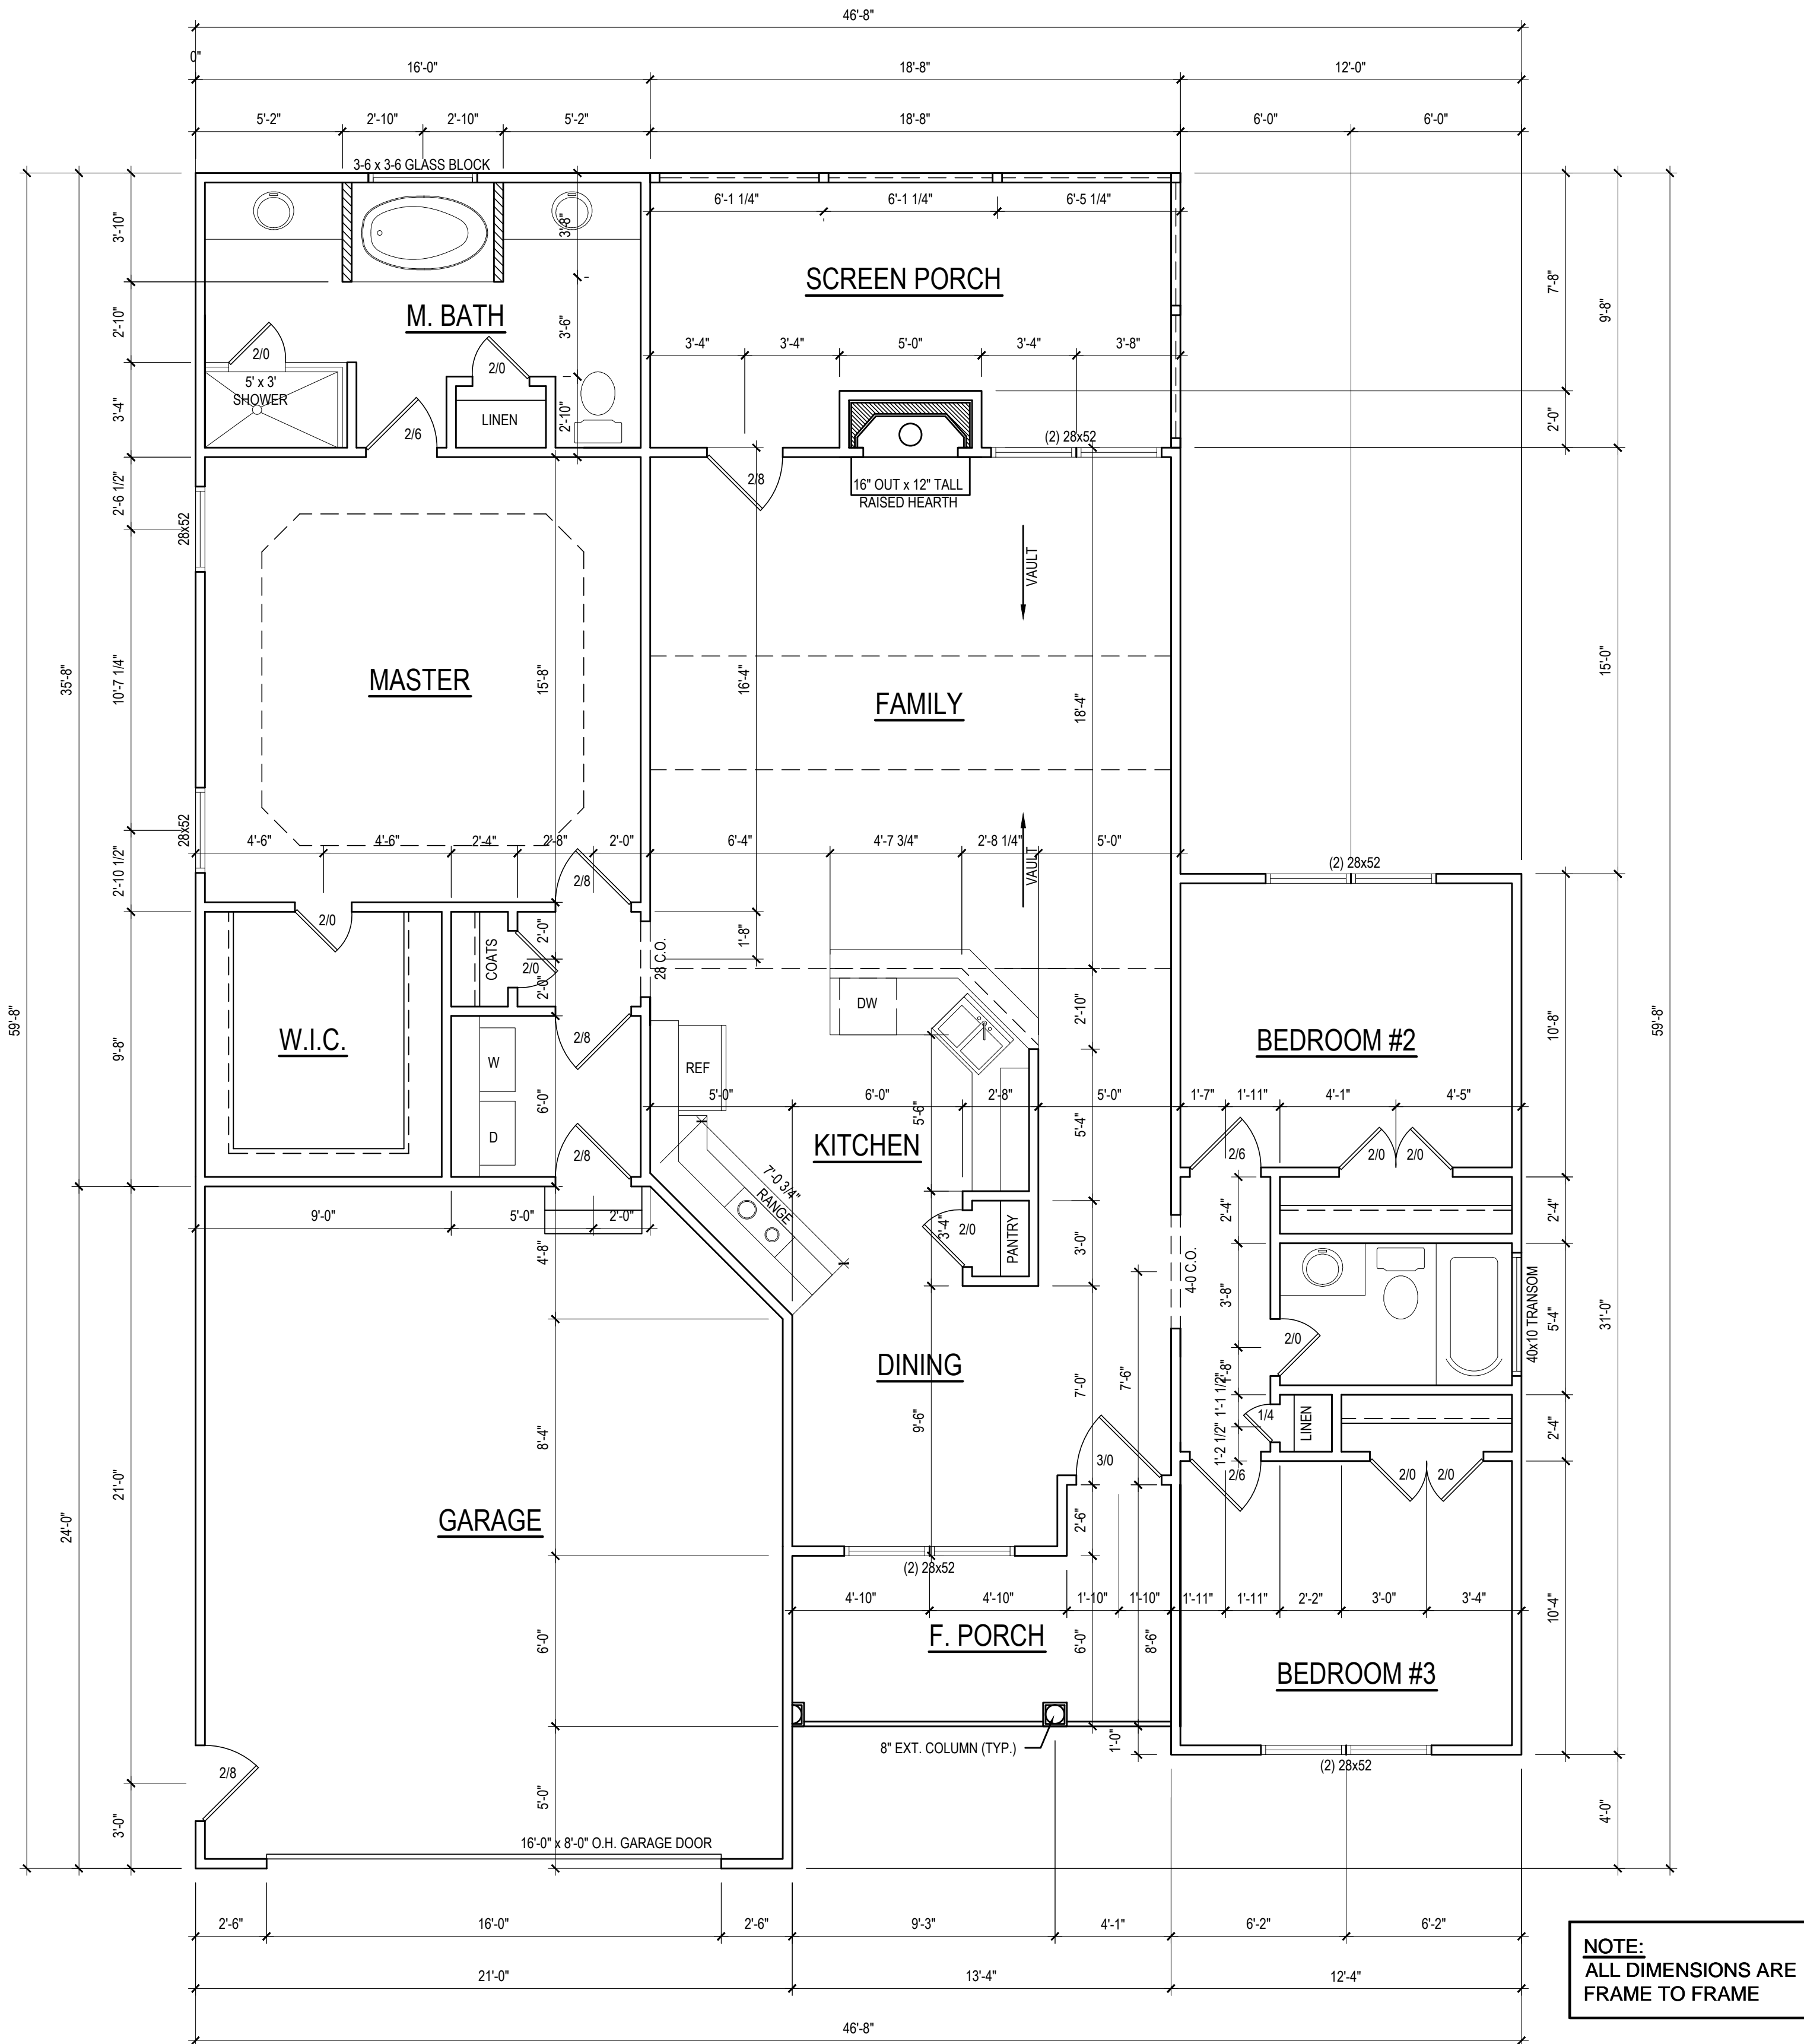 46'-8"
0"
16'-0" 18'-8" 12'-0"
5'-2" 2'-10" 2'-10" 5'-2" 18'-8" 6'-0" 6'-0"
3-6 x 3-6 GLASS BLOCK
6'-1 1/4" 6'-1 1/4" 6'-5 1/4"
3'-10"
3'-8"
SCREEN PORCH
7'-8"
9'-8"
M. BATH
2'-10"
3'-6"
3'-4" 3'-4" 5'-0" 3'-4" 3'-8"
2/0
2/0
5' x 3'
SHOWER
3'-4"
LINEN
2'-10"
2/6
2'-0"
(2) 28x52
2/8
16" OUT x 12" TALL
RAISED HEARTH
2'-6 1/2"
28x52
VAULT
35'-8"
10'-7 1/4"
MASTER
15'-8"
16'-4"
FAMILY
18'-4"
15'-0"
28x52
4'-6" 4'-6" 2'-4" 2'-8" 2'-0" 6'-4" 4'-7 3/4" 2'-8 1/4" 5'-0"
VAULT
(2) 28x52
2'-10 1/2"
2/8
2/0
2'-0"
1'-8"
COATS
2/0
2'-0"
28 C.O.
DW
2'-10"
59'-8"
9'-8"
W.I.C.
2/8
W
REF
BEDROOM #2
10'-8"
59'-8"
6'-0"
5'-0" 6'-0" 2'-8" 5'-0" 1'-7" 1'-11" 4'-1" 4'-5"
5'-6"
5'-4"
D
2/8
KITCHEN
2/6
2/0 2/0
7'-0 3/4"
RANGE
9'-0" 5'-0" 2'-0"
4'-8"
3'-4"
2/0
PANTRY
3'-0"
2'-4"
2'-4"
4-0 C.O.
3'-8"
40x10 TRANSOM
5'-4"
31'-0"
2/0
DINING
7'-0"
7'-6"
1'-8"
1'-1 1/2"
9'-6"
8'-4"
1/4
LINEN
2'-4"
1'-2 1/2"
3/0
2/6
2/0 2/0
21'-0"
24'-0"
GARAGE
2'-6"
(2) 28x52
4'-10" 4'-10" 1'-10" 1'-10" 1'-11" 1'-11" 2'-2" 3'-0" 3'-4"
10'-4"
6'-0"
F. PORCH
6'-0"
8'-6"
BEDROOM #3
8" EXT. COLUMN (TYP.)
1'-0"
(2) 28x52
2/8
5'-0"
4'-0"
3'-0"
16'-0" x 8'-0" O.H. GARAGE DOOR
2'-6" 16'-0" 2'-6" 9'-3" 4'-1" 6'-2" 6'-2"
21'-0" 13'-4" 12'-4"
46'-8"
NOTE:
ALL DIMENSIONS ARE
FRAME TO FRAME